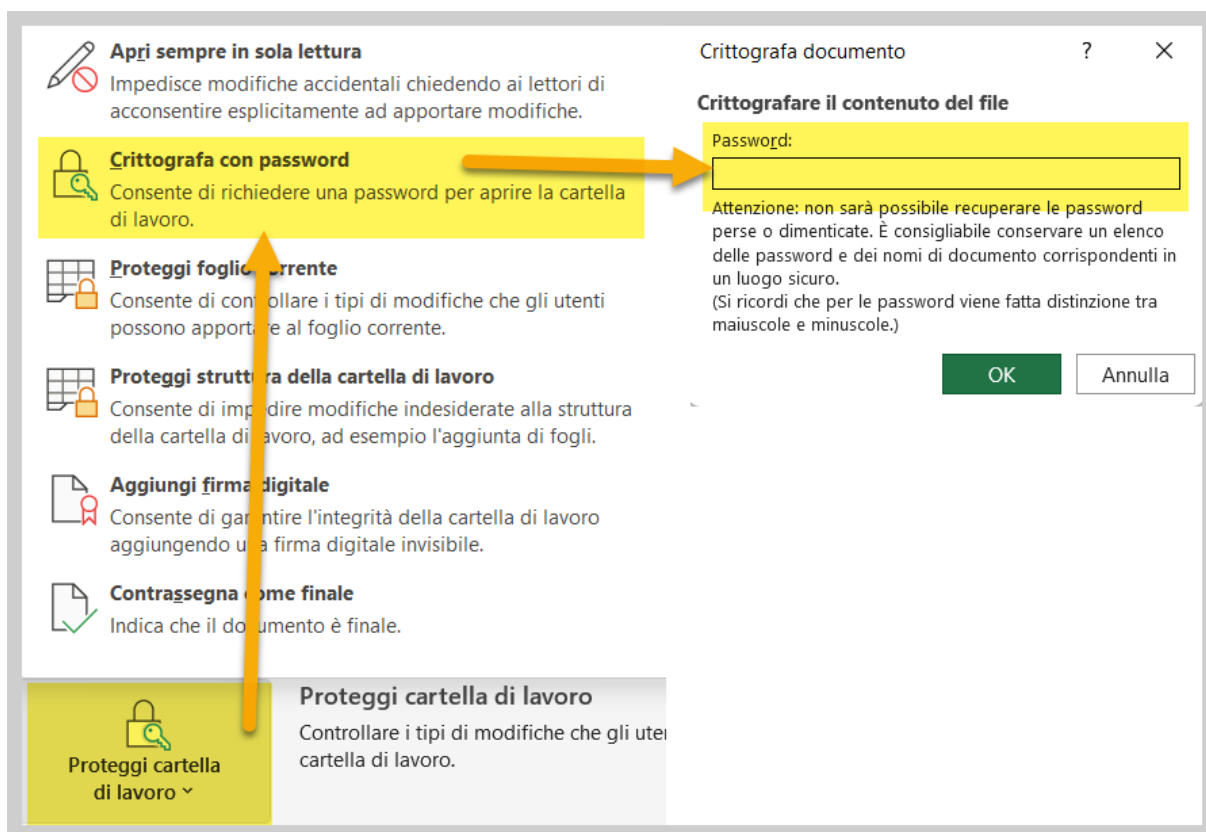 Apri sempre in sola lettura
Impedisce modifiche accidentali chiedendo ai lettori di
acconsentire esplicitamente ad apportare modifiche.
Crittografa con password
Consente di richiedere una password per aprire la cartella
di lavoro.
Proteggi foglio corrente
Consente di controllare i tipi di modifiche che gli utenti
possono apportare al foglio corrente.
Proteggi struttura della cartella di lavoro
Consente di impedire modifiche indesiderate alla struttura
della cartella di lavoro, ad esempio l'aggiunta di fogli.
Aggiungi firma digitale
Consente di garantire l'integrità della cartella di lavoro
aggiungendo una firma digitale invisibile.
Contrassegna come finale
Indica che il documento è finale.
Proteggi cartella
di lavoro
Proteggi cartella di lavoro
Controllare i tipi di modifiche che gli
cartella di lavoro.
Crittografa documento ? X
Crittografare il contenuto del file
Password:
Attenzione: non sarà possibile recuperare le password
perse o dimenticate. È consigliabile conservare un elenco
delle password e dei nomi di documento corrispondenti in
un luogo sicuro.
(Si ricordi che per le password viene fatta distinzione tra
maiuscole e minuscole.)
OK Annulla